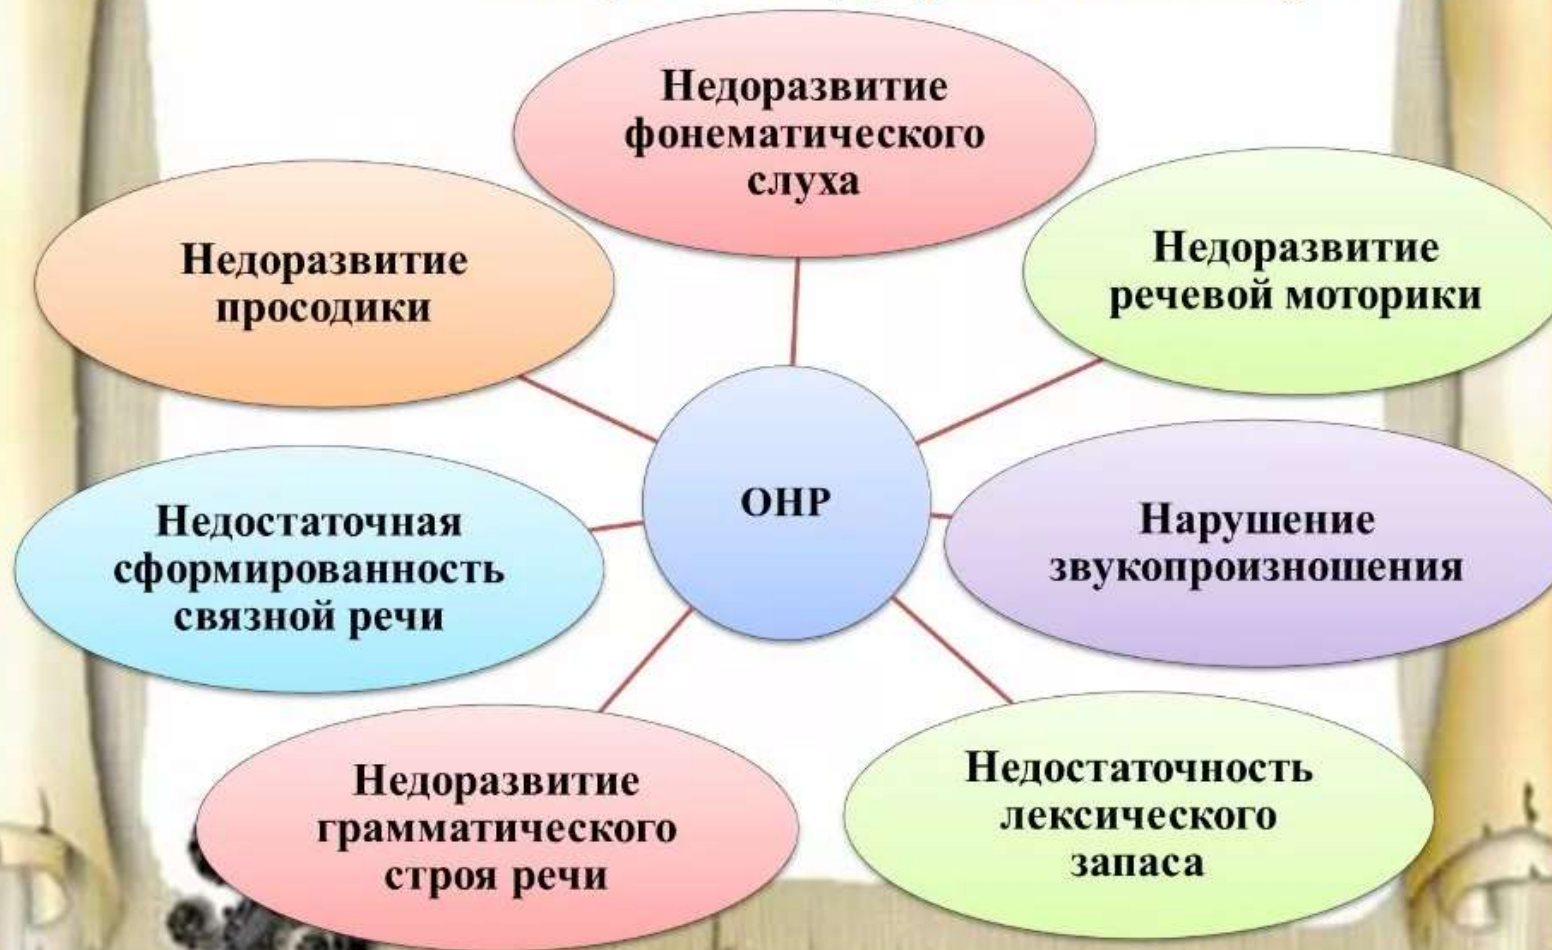 Недоразвитие
фонематического
слуха
Недоразвитие
речевой моторики
Нарушение
звукопроизношения
Недостаточность
лексического
запаса
Недоразвитие
грамматического
строя речи
Недостаточная
сформированность
связной речи
Недоразвитие
просодики
ОНР